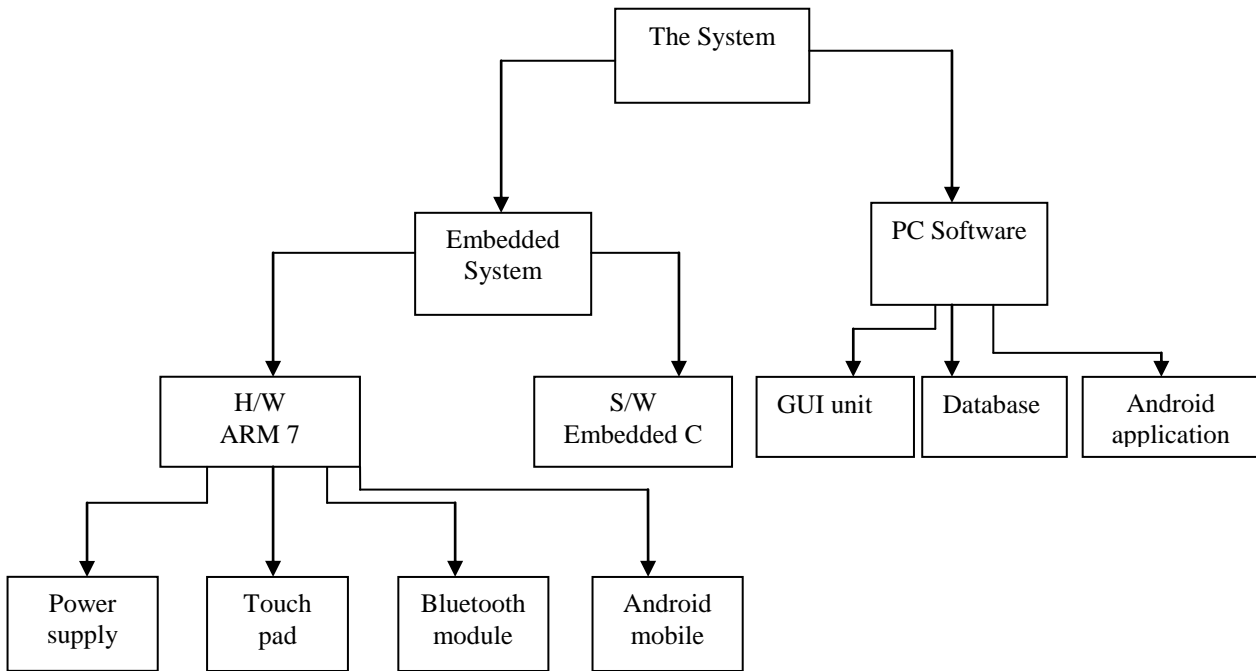 The System
Embedded
System
PC Software
H/W
ARM 7
S/W
Embedded C
GUI unit
Database
Android
application
Power
supply
Touch
pad
Bluetooth
module
Android
mobile